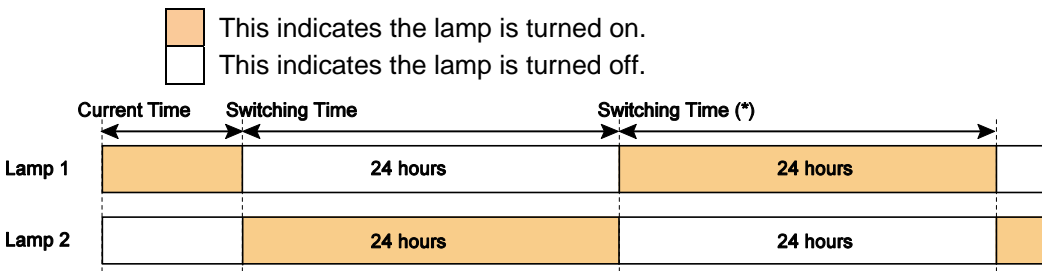 This indicates the lamp is turned on.
This indicates the lamp is turned off.
Current Time Switching Time Switching Time (*)
Lamp 1 24 hours 24 hours
Lamp 2 24 hours 24 hours